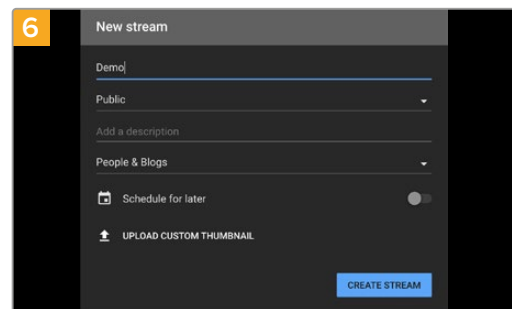 6
New stream
Demo
Public
Add a description
People & Blogs
Schedule for later
UPLOAD CUSTOM THUMBNAIL
CREATE STREAM